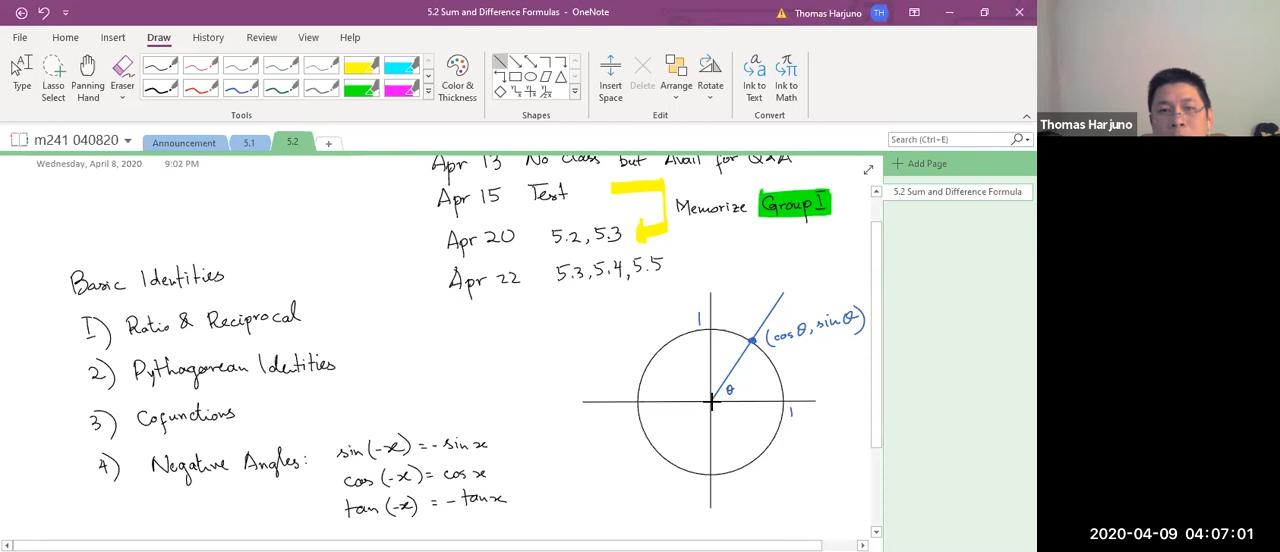 5.2 Sum and Difference Formulas - OneNote
Thomas Harjuno TH
File Home Insert Draw History Review View Help
Type
Lasso Select
Panning Hand
Eraser
Color & Thickness
Insert Space
Delete
Arrange
Rotate
Ink to Text
Ink to Math
Tools Shapes Edit Convert
m241 040820
Announcement 5.1 5.2 +
Search (Ctrl+E)
Wednesday, April 8, 2020 9:02 PM
Add Page
5.2 Sum and Difference Formula
Apr 13 No class but Avail for Q&A
Apr 15 Test
Memorize Group I
Apr 20 5.2, 5.3
Apr 22 5.3, 5.4, 5.5
Basic Identities
1) Ratio & Reciprocal
2) Pythagorean Identities
3) Cofunctions
4) Negative Angles: sin(-x) = - sin x
cos(-x) = cos x
tan(-x) = - tan x
1
(cos θ, sin θ)
θ
1
Thomas Harjuno
2020-04-09 04:07:01